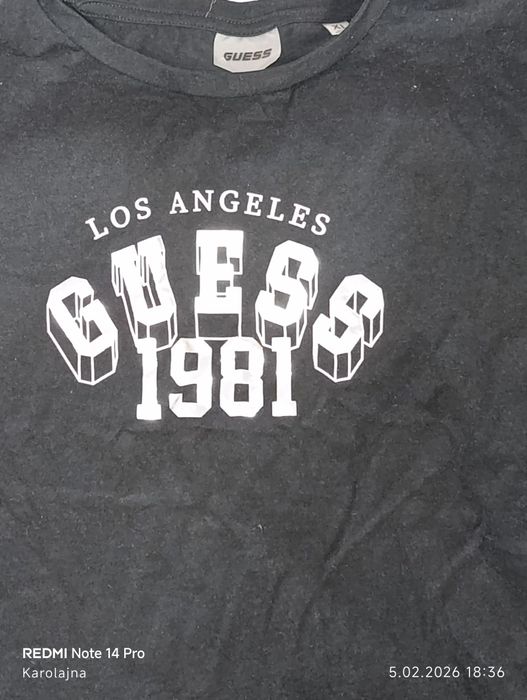 GUESS
LOS ANGELES
GUESS
1981
REDMI Note 14 Pro
Karolajna
5.02.2026 18:36